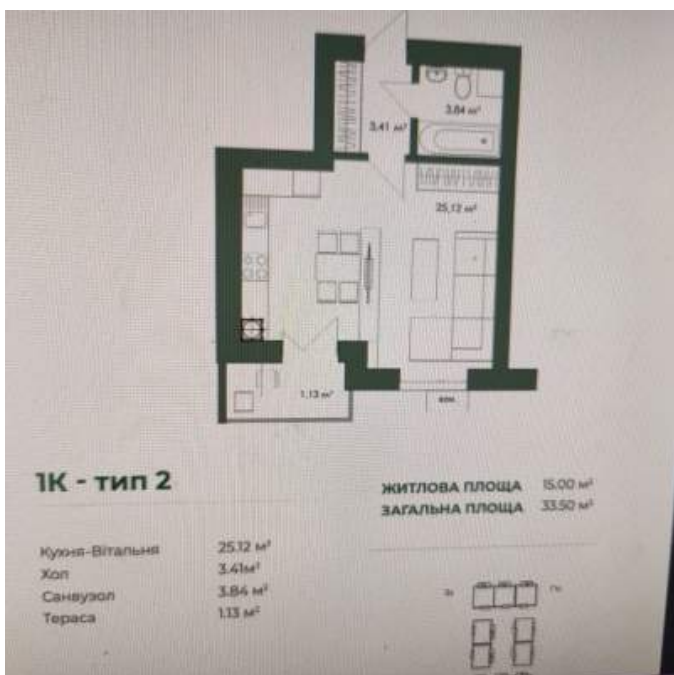 3.84 м²
3.41 м²
25,12 м²
1,13 м²
1К - тип 2
ЖИТЛОВА ПЛОЩА 15.00 м²
ЗАГАЛЬНА ПЛОЩА 33.50 м²
Кухня-Вітальня 25.12 м²
Хол 3.41м²
Санвузол 3.84 м²
Тераса 1.13 м²